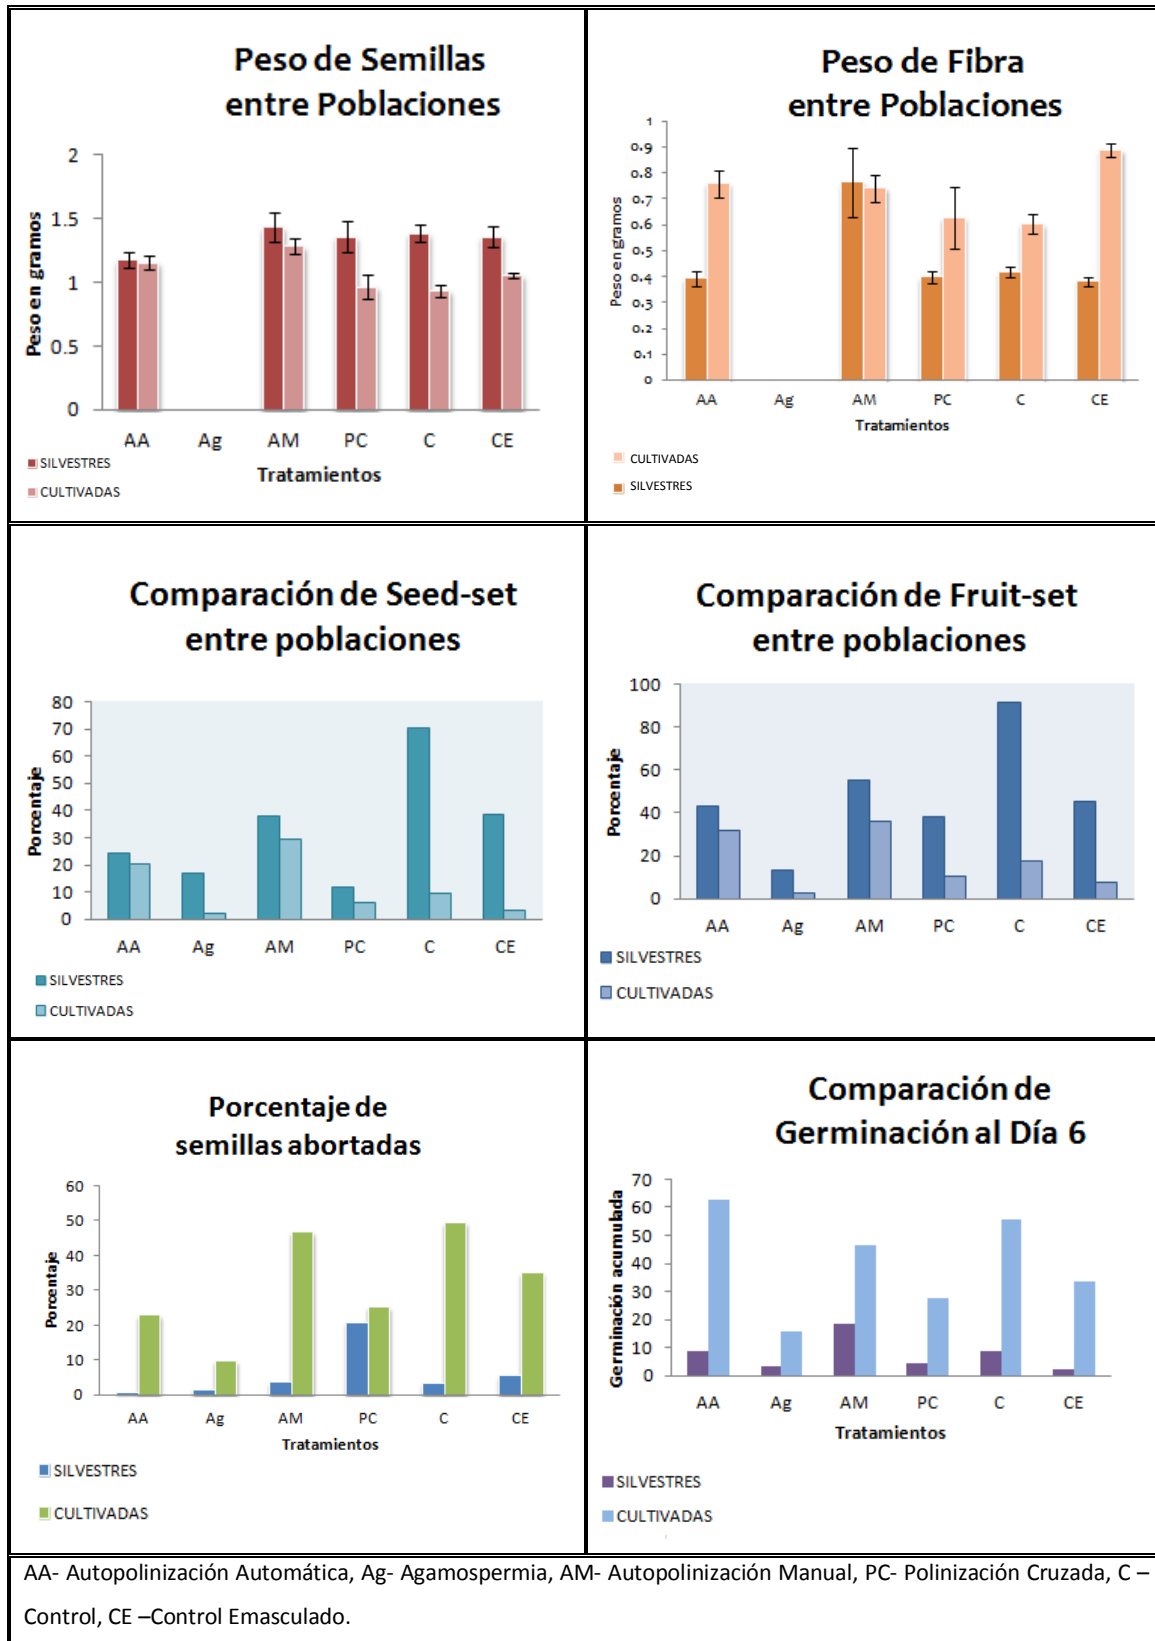 Peso de Semillas
entre Poblaciones
2
1.5
1
0.5
0
Peso en gramos
AA Ag AM PC C CE
Tratamientos
SILVESTRES
CULTIVADAS
Peso de Fibra
entre Poblaciones
1
0.9
0.8
0.7
0.6
0.5
0.4
0.3
0.2
0.1
0
Peso en gramos
AA Ag AM PC C CE
Tratamientos
CULTIVADAS
SILVESTRES
Comparación de Seed-set
entre poblaciones
80
70
60
50
40
30
20
10
0
Porcentaje
AA Ag AM PC C CE
SILVESTRES
CULTIVADAS
Comparación de Fruit-set
entre poblaciones
100
80
60
40
20
0
Porcentaje
AA Ag AM PC C CE
SILVESTRES
CULTIVADAS
Porcentaje de
semillas abortadas
60
50
40
30
20
10
0
Porcentaje
AA Ag AM PC C CE
Tratamientos
SILVESTRES
CULTIVADAS
Comparación de
Germinación al Día 6
70
60
50
40
30
20
10
0
Germinación acumulada
AA Ag AM PC C CE
Tratamientos
SILVESTRES
CULTIVADAS
AA- Autopolinización Automática, Ag- Agamospermia, AM- Autopolinización Manual, PC- Polinización Cruzada, C –
Control, CE –Control Emasculado.